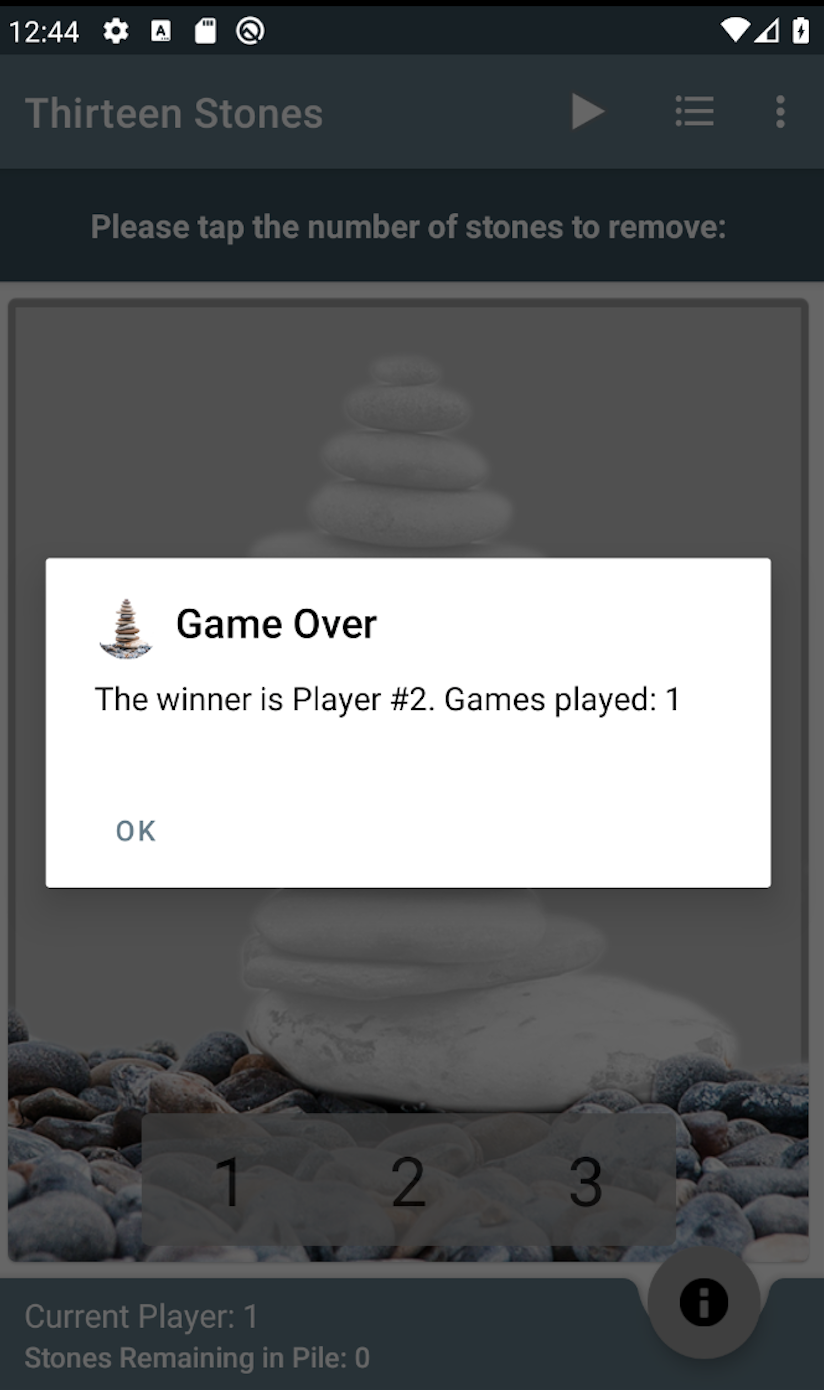 12:44
Thirteen Stones
Please tap the number of stones to remove:
Game Over
The winner is Player #2. Games played: 1
OK
1 2 3
Current Player: 1
Stones Remaining in Pile: 0